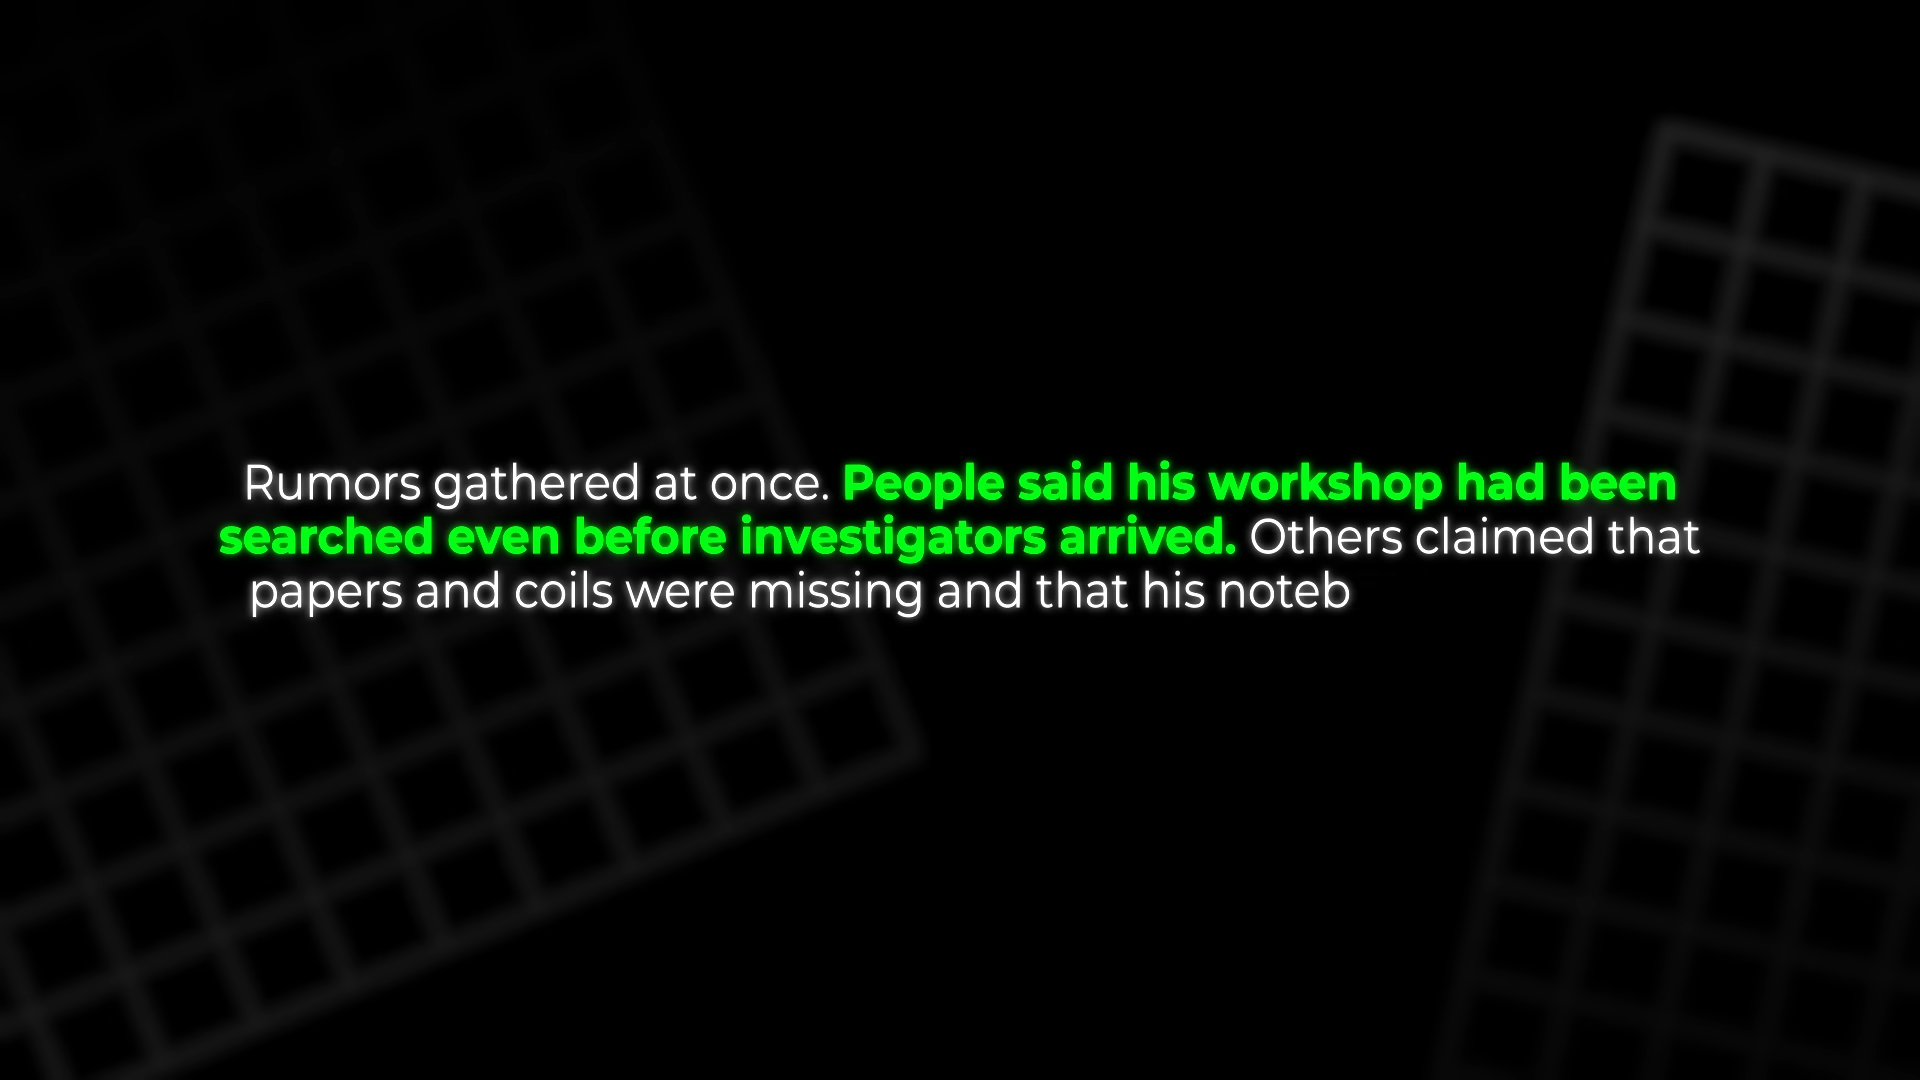 Rumors gathered at once. People said his workshop had been
searched even before investigators arrived. Others claimed that
papers and coils were missing and that his noteb